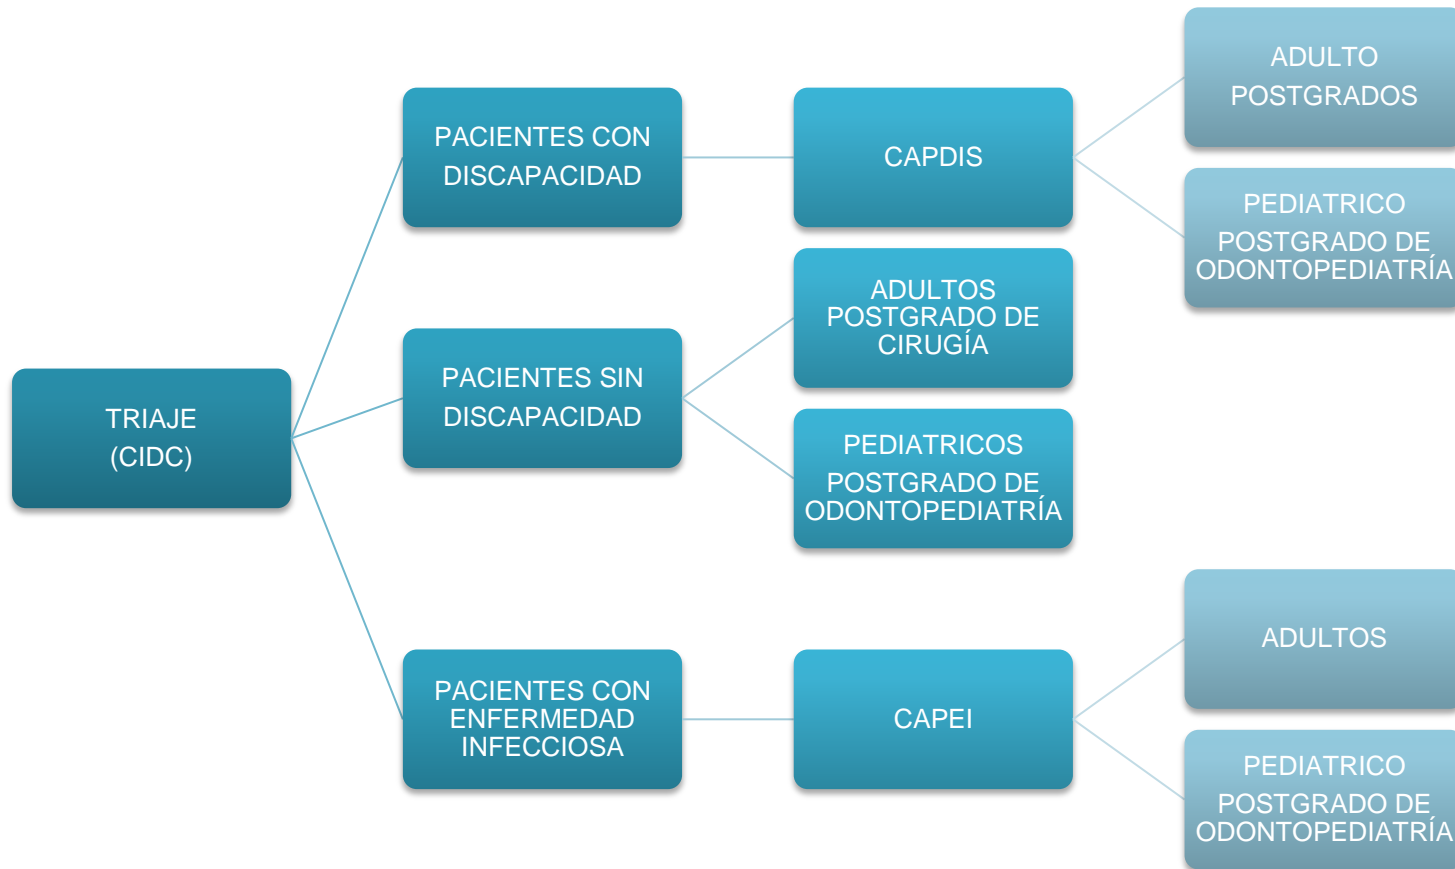 TRIAJE
(CIDC)
PACIENTES CON
DISCAPACIDAD
CAPDIS
ADULTO
POSTGRADOS
PEDIATRICO
POSTGRADO DE
ODONTOPEDIATRÍA
PACIENTES SIN
DISCAPACIDAD
ADULTOS
POSTGRADO DE
CIRUGÍA
PEDIATRICOS
POSTGRADO DE
ODONTOPEDIATRÍA
PACIENTES CON
ENFERMEDAD
INFECCIOSA
CAPEI
ADULTOS
PEDIATRICO
POSTGRADO DE
ODONTOPEDIATRÍA